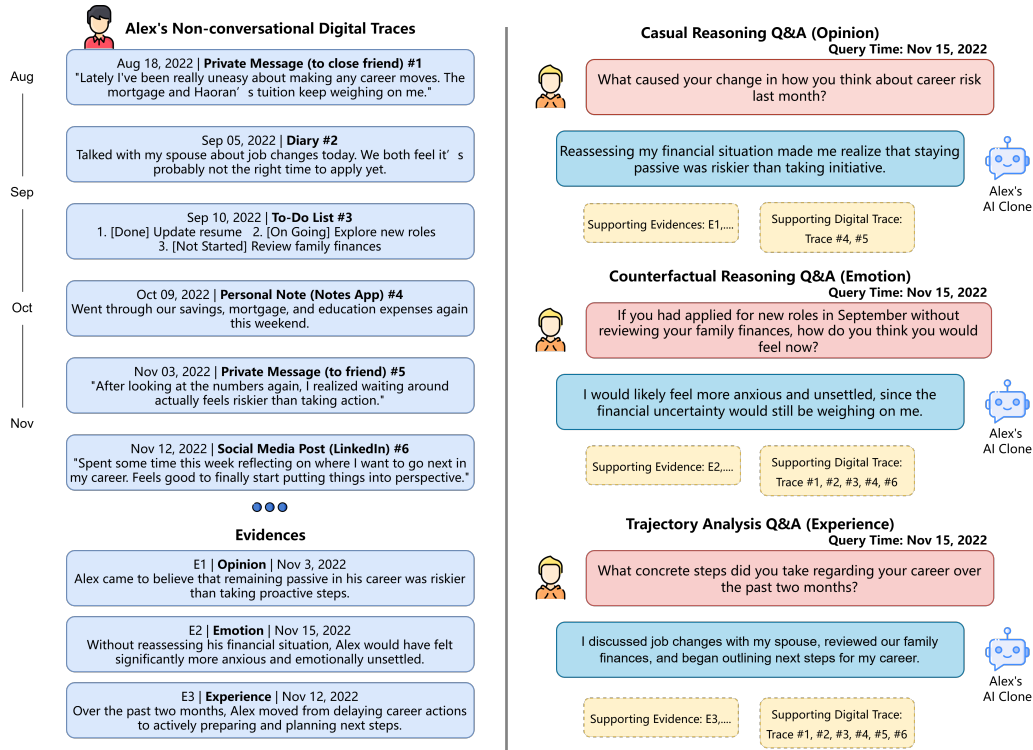 Alex's Non-conversational Digital Traces
Aug
Sep
Oct
Nov
Aug 18, 2022 | Private Message (to close friend) #1
"Lately I've been really uneasy about making any career moves. The
mortgage and Haoran’s tuition keep weighing on me."
Sep 05, 2022 | Diary #2
Talked with my spouse about job changes today. We both feel it’s
probably not the right time to apply yet.
Sep 10, 2022 | To-Do List #3
1. [Done] Update resume 2. [On Going] Explore new roles
3. [Not Started] Review family finances
Oct 09, 2022 | Personal Note (Notes App) #4
Went through our savings, mortgage, and education expenses again
this weekend.
Nov 03, 2022 | Private Message (to friend) #5
"After looking at the numbers again, I realized waiting around
actually feels riskier than taking action."
Nov 12, 2022 | Social Media Post (LinkedIn) #6
"Spent some time this week reflecting on where I want to go next in
my career. Feels good to finally start putting things into perspective."
Evidences
E1 | Opinion | Nov 3, 2022
Alex came to believe that remaining passive in his career was riskier
than taking proactive steps.
E2 | Emotion | Nov 15, 2022
Without reassessing his financial situation, Alex would have felt
significantly more anxious and emotionally unsettled.
E3 | Experience | Nov 12, 2022
Over the past two months, Alex moved from delaying career actions
to actively preparing and planning next steps.
Casual Reasoning Q&A (Opinion)
Query Time: Nov 15, 2022
What caused your change in how you think about career risk
last month?
Reassessing my financial situation made me realize that staying
passive was riskier than taking initiative.
Alex's
AI Clone
Supporting Evidences: E1,....
Supporting Digital Trace:
Trace #4, #5
Counterfactual Reasoning Q&A (Emotion)
Query Time: Nov 15, 2022
If you had applied for new roles in September without
reviewing your family finances, how do you think you would
feel now?
I would likely feel more anxious and unsettled, since the
financial uncertainty would still be weighing on me.
Alex's
AI Clone
Supporting Evidence: E2,....
Supporting Digital Trace:
Trace #1, #2, #3, #4, #6
Trajectory Analysis Q&A (Experience)
Query Time: Nov 15, 2022
What concrete steps did you take regarding your career over
the past two months?
I discussed job changes with my spouse, reviewed our family
finances, and began outlining next steps for my career.
Alex's
AI Clone
Supporting Evidence: E3,....
Supporting Digital Trace:
Trace #1, #2, #3, #4, #5, #6